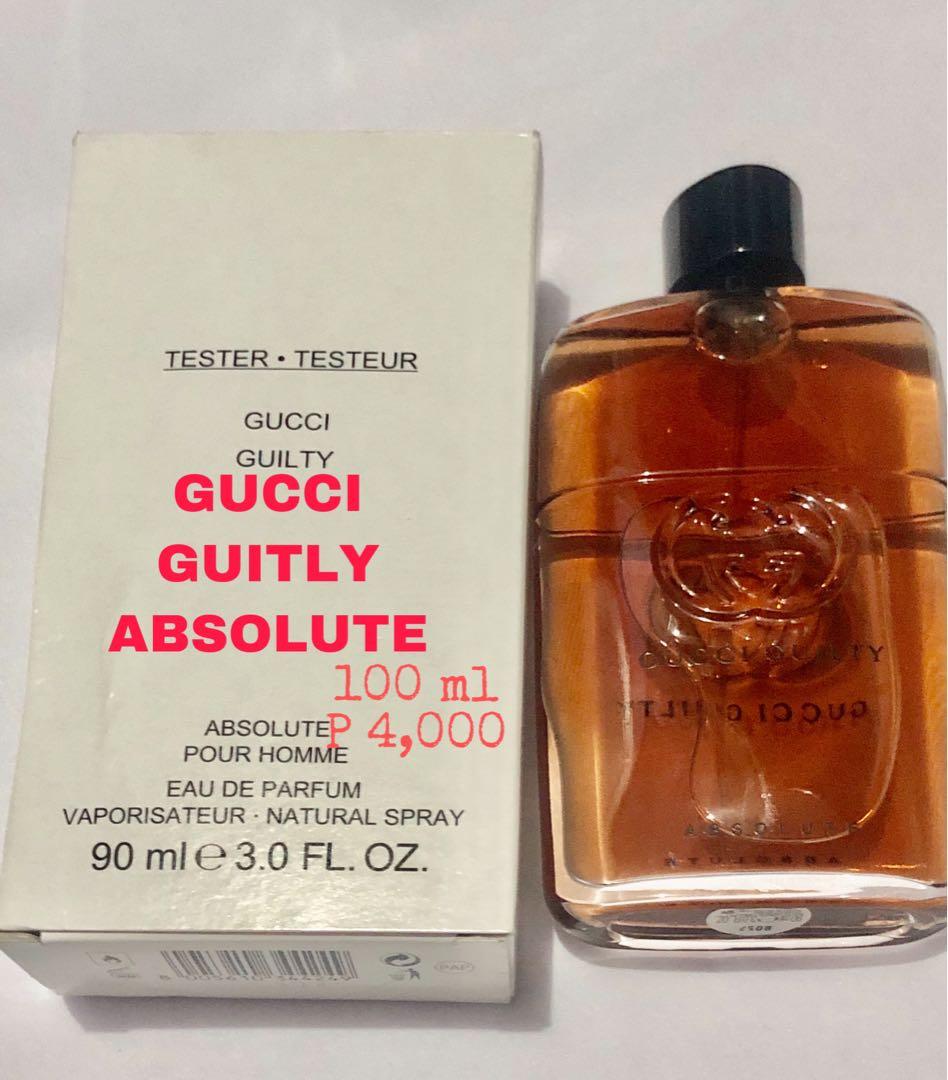 TESTER • TESTEUR
GUCCI
GUILTY
GUCCI
GUITLY
ABSOLUTE
100 ml
P 4,000
ABSOLUTE
POUR HOMME
EAU DE PARFUM
VAPORISATEUR · NATURAL SPRAY
90 ml ℮ 3.0 FL. OZ.
PAP
GUCCI GUILTY
ABSOLUTE